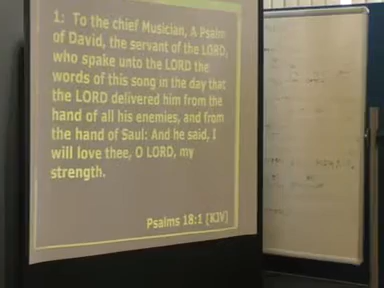 1: To the chief Musician, A Psalm
of David, the servant of the LORD,
who spake unto the LORD the
words of this song in the day that
the LORD delivered him from the
hand of all his enemies, and from
the hand of Saul: And he said, I
will love thee, O LORD, my
strength.
Psalms 18:1 (KJV)